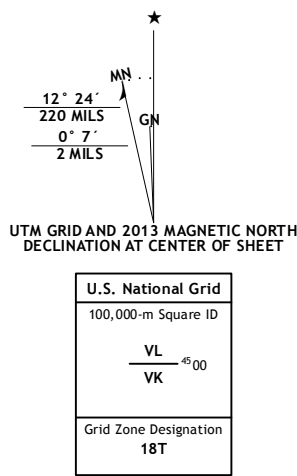 ★
MN
12° 24´
220 MILS
GN
0° 7´
2 MILS
UTM GRID AND 2013 MAGNETIC NORTH
DECLINATION AT CENTER OF SHEET
U.S. National Grid
100,000-m Square ID
VL
⁴⁵00
VK
Grid Zone Designation
18T